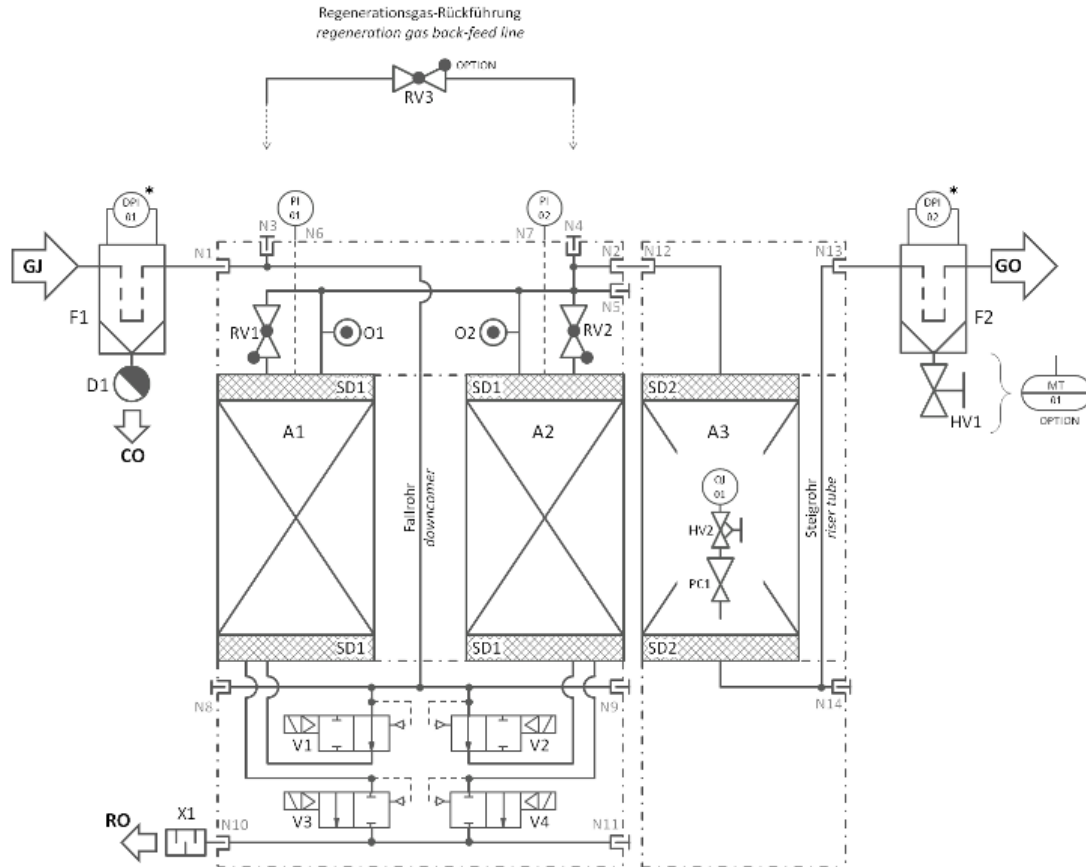 Regenerationsgas-Rückführung
regeneration gas back-feed line
OPTION
RV3
DPI
01
*
PI
01
PI
02
DPI
02
*
N3
N6
N7
N4
GJ
N1
N2
N12
N13
GO
N5
F1
RV1
O1
O2
RV2
F2
D1
SD1
SD1
SD2
MT
01
HV1
OPTION
CO
A1
A2
A3
Fallrohr
downcomer
Steigrohr
riser tube
01
HV2
PC1
SD1
SD1
SD2
N8
N9
N14
V1
V2
V3
V4
RO
X1
N10
N11